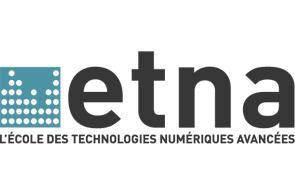 etna
L'ÉCOLE DES TECHNOLOGIES NUMÉRIQUES AVANCÉES